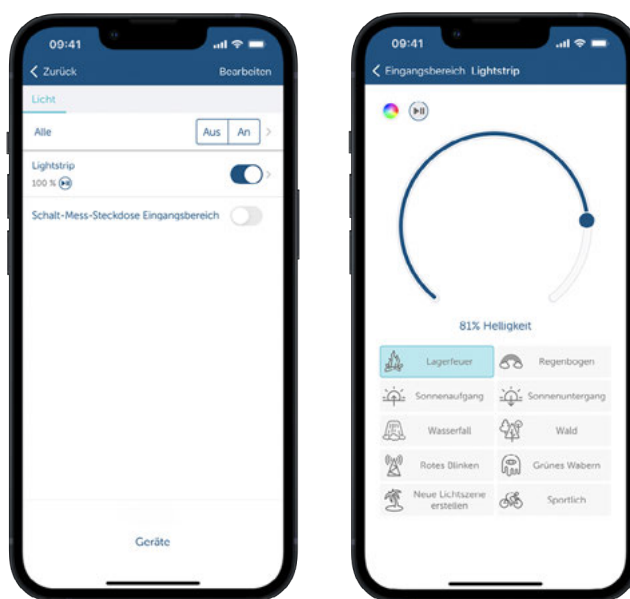 09:41
Zurück
Bearbeiten
Licht
Alle
Aus
An
Lightstrip
100 %
Schalt-Mess-Steckdose Eingangsbereich
Geräte
09:41
Eingangsbereich Lightstrip
81% Helligkeit
Lagerfeuer
Regenbogen
Sonnenaufgang
Sonnenuntergang
Wasserfall
Wald
Rotes Blinken
Grünes Wabern
Neue Lichtszene
erstellen
Sportlich